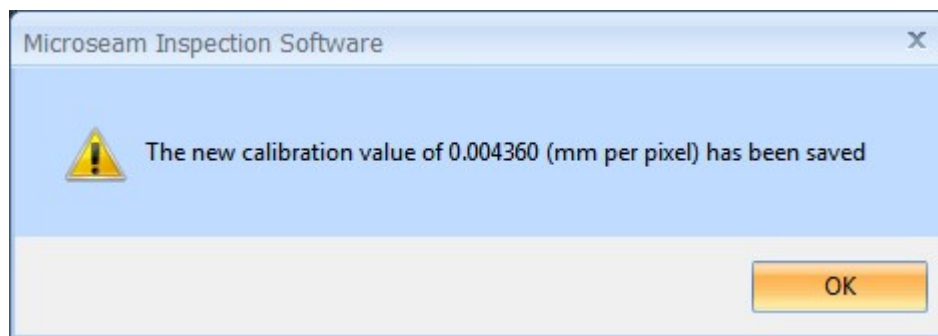 Microseam Inspection Software
The new calibration value of 0.004360 (mm per pixel) has been saved
OK